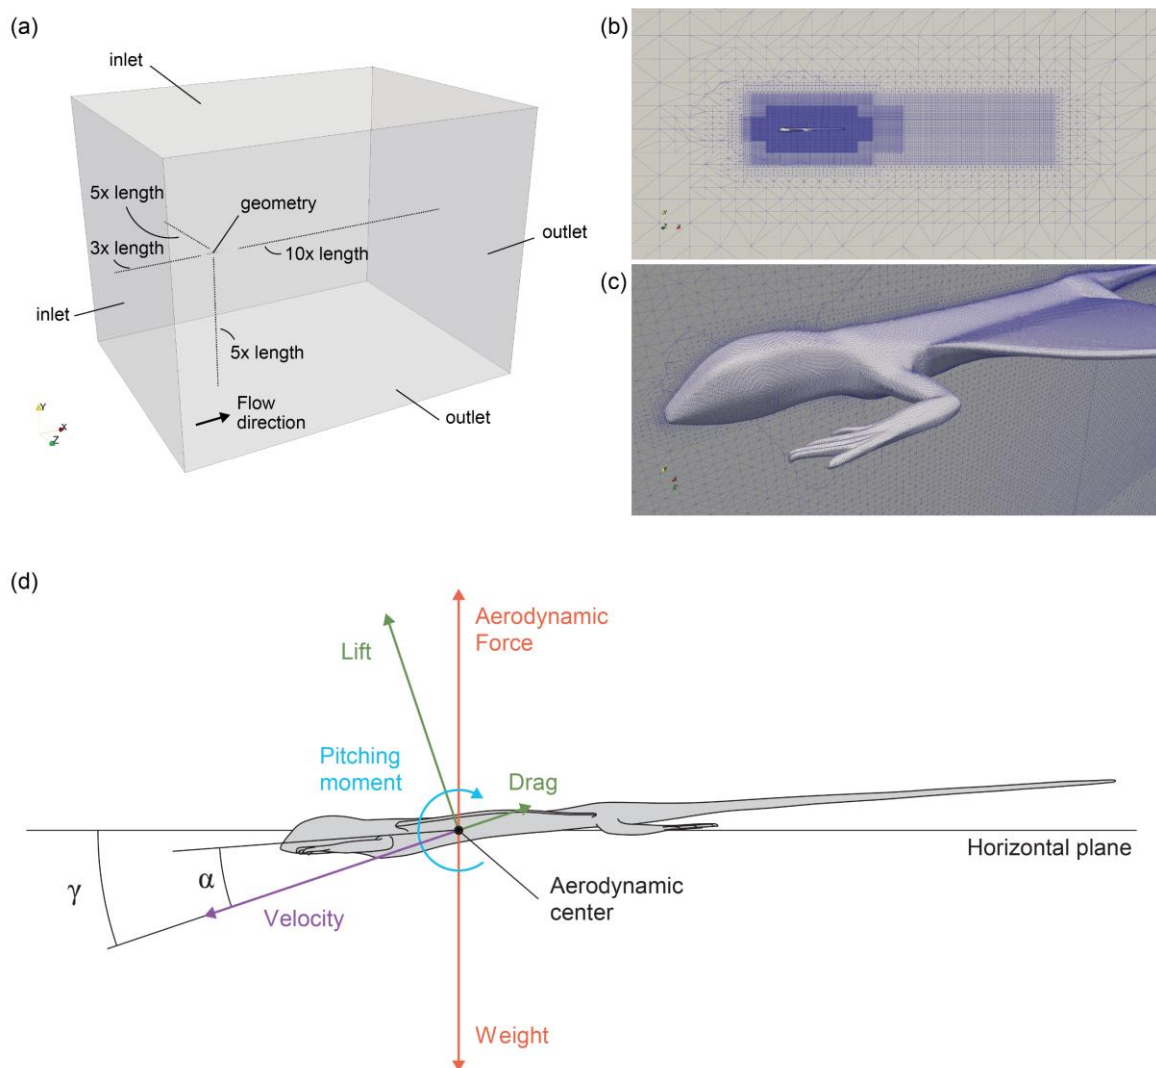 (a)
inlet
5x length
geometry
3x length
10x length
outlet
inlet
5x length
Flow
direction
outlet
Y
X
Z
(b)
Y
Z
X
(c)
Y
X
Z
(d)
Aerodynamic
Force
Lift
Pitching
moment
Drag
Horizontal plane
γ
α
Velocity
Aerodynamic
center
Weight